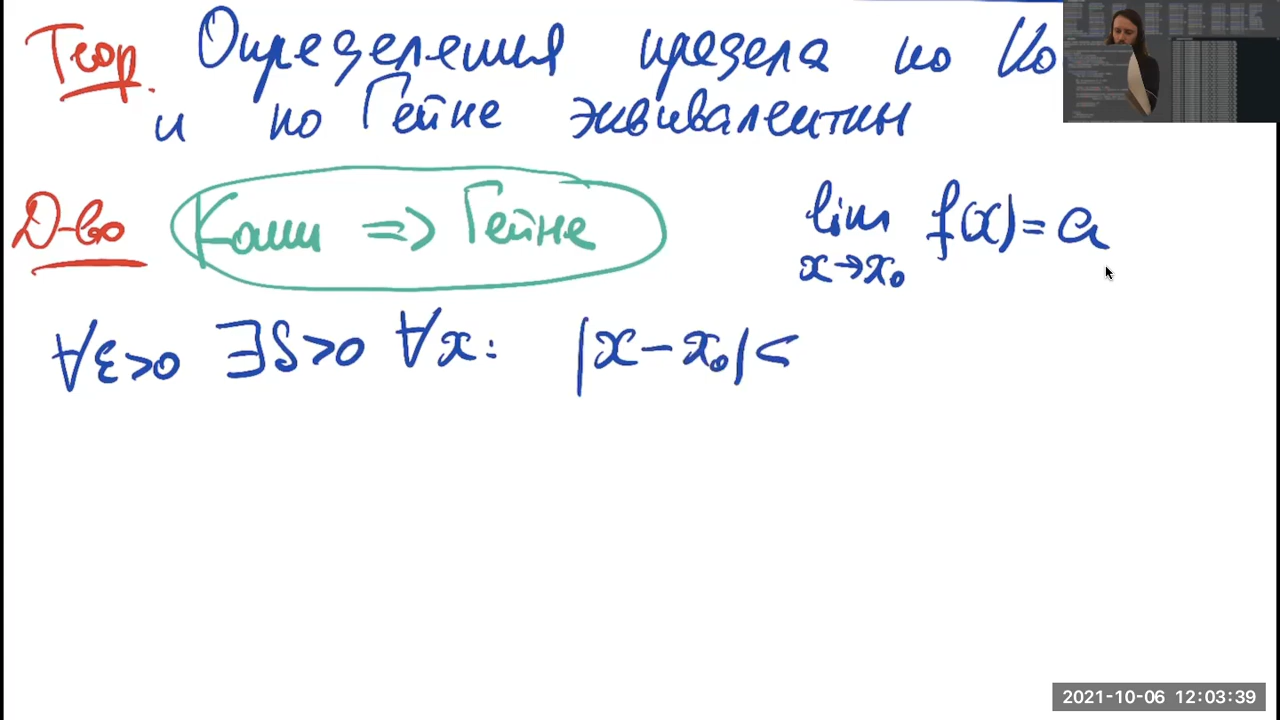 Теор. Определения предела по Ко
и по Гейне эквивалентны
Д-во Коши => Гейне lim f(x) = a
x→x₀
∀ε>0 ∃δ>0 ∀x: |x-x₀|<
2021-10-06 12:03:39